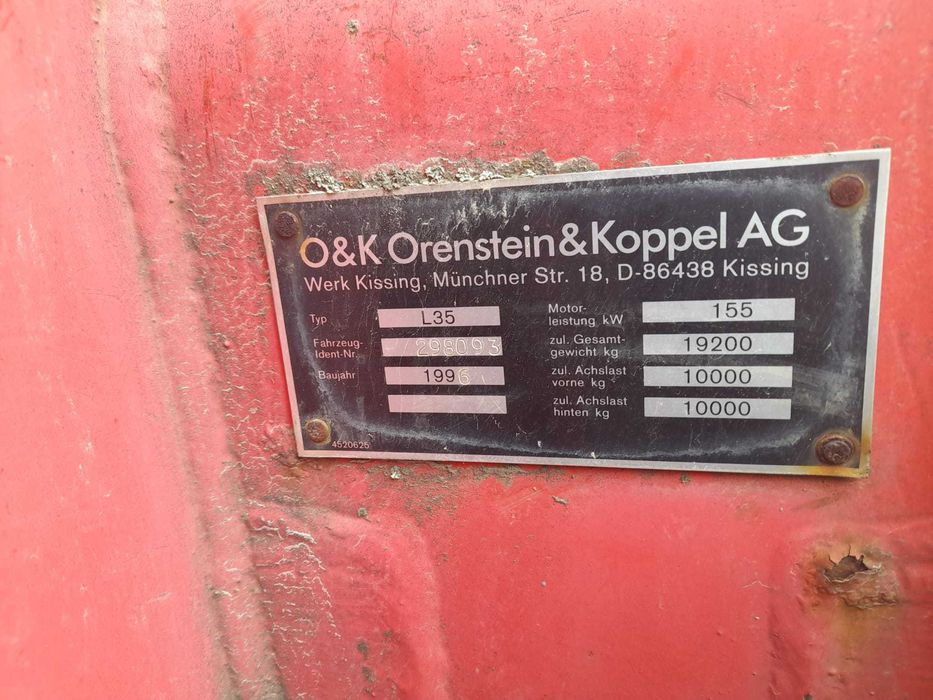 O&K Orenstein&Koppel AG
Werk Kissing, Münchner Str. 18, D-86438 Kissing
Typ L35
Fahrzeug-
Ident-Nr. 298093
Baujahr 1996
Motor-
leistung kW 155
zul. Gesamt-
gewicht kg 19200
zul. Achslast
vorne kg 10000
zul. Achslast
hinten kg 10000
4520625